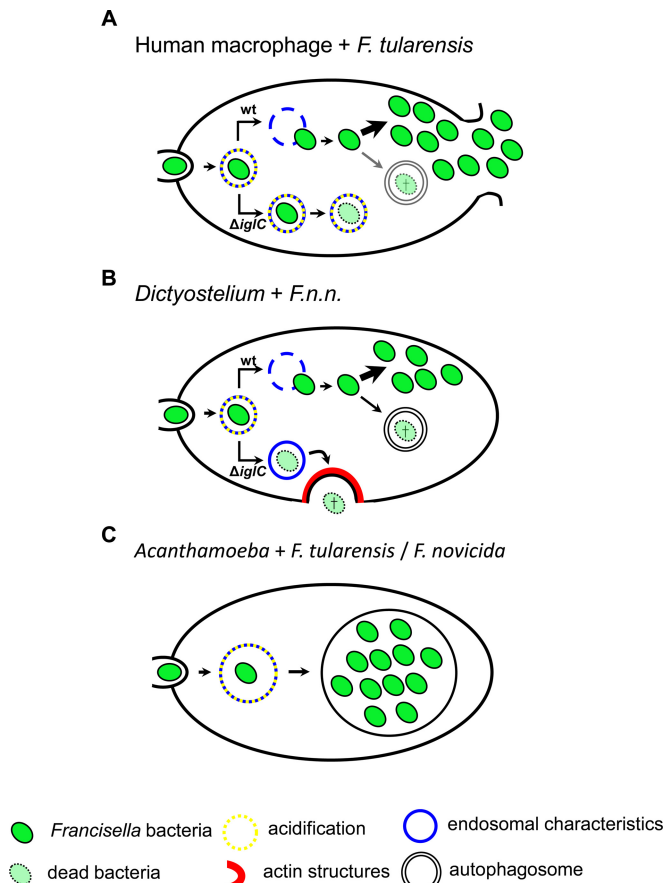 A
Human macrophage + F. tularensis
wt
ΔiglC
B
Dictyostelium + F.n.n.
wt
ΔiglC
C
Acanthamoeba + F. tularensis / F. novicida
Francisella bacteria
acidification
endosomal characteristics
dead bacteria
actin structures
autophagosome